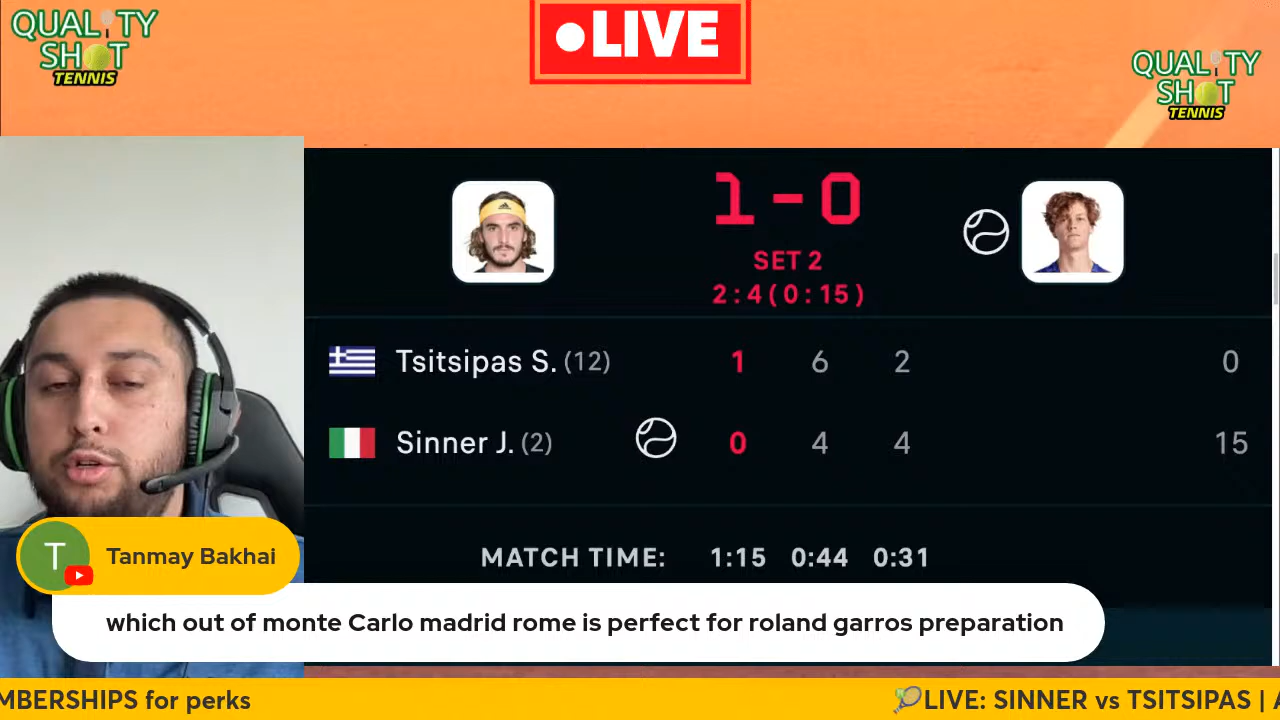 QUALITY
SHOT
TENNIS
LIVE
QUALITY
SHOT
TENNIS
1-0
SET 2
2:4(0:15)
Tsitsipas S. (12) 1 6 2 0
Sinner J. (2) 0 4 4 15
MATCH TIME: 1:15 0:44 0:31
T
Tanmay Bakhai
which out of monte Carlo madrid rome is perfect for roland garros preparation
MBERSHIPS for perks
LIVE: SINNER vs TSITSIPAS |